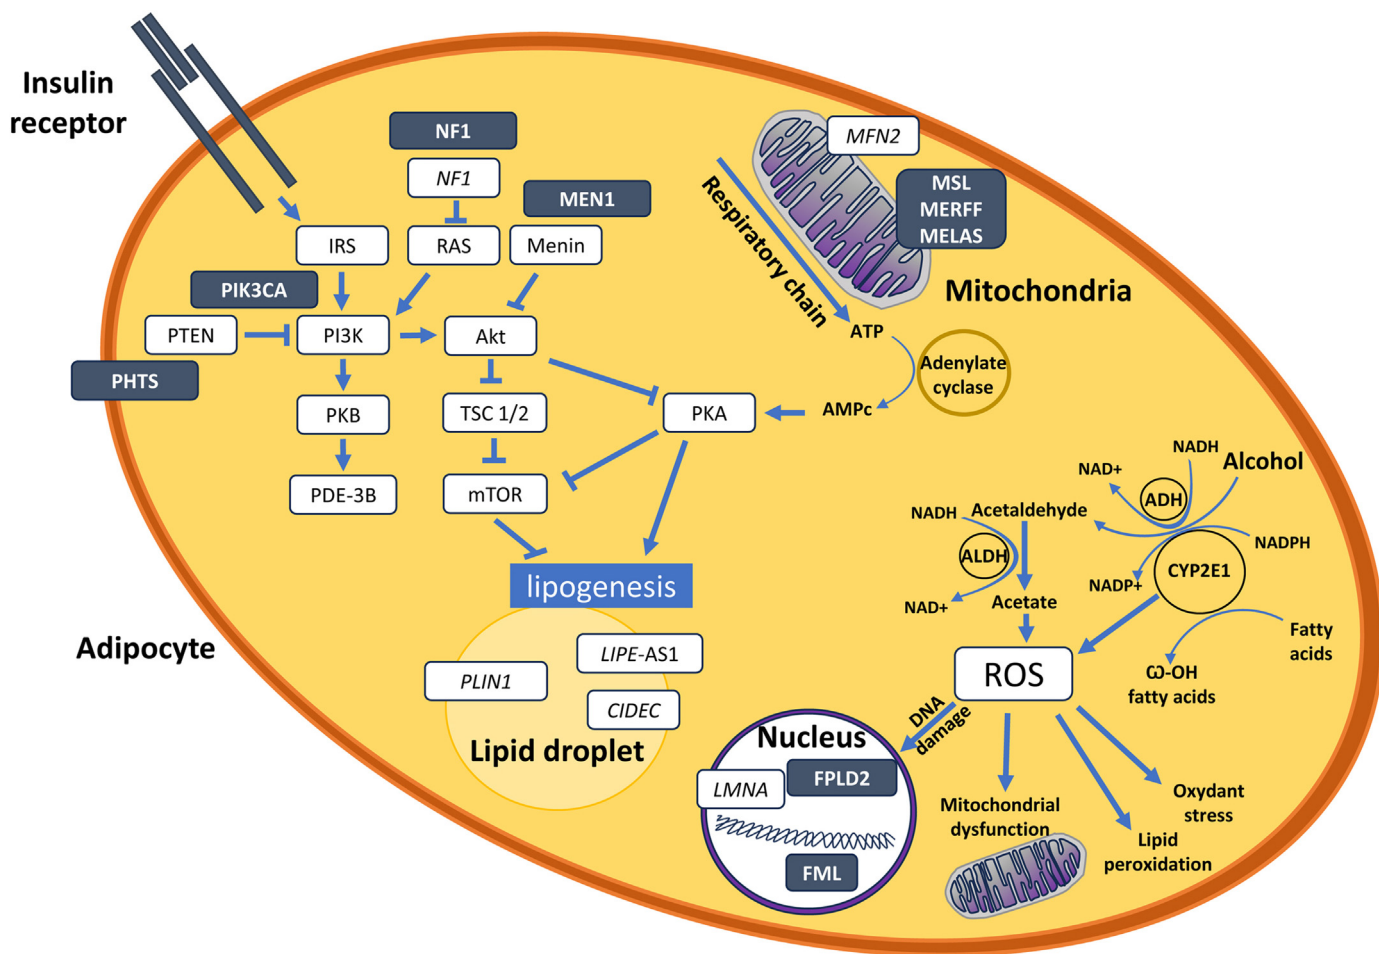 Insulin
receptor
NF1
NF1
MEN1
IRS
RAS
Menin
PIK3CA
PTEN
PI3K
Akt
PHTS
PKB
TSC 1/2
PKA
PDE-3B
mTOR
lipogenesis
Adipocyte
PLIN1
LIPE-AS1
CIDEC
Lipid droplet
MFN2
MSL
MERFF
MELAS
Mitochondria
Respiratory chain
ATP
Adenylate
cyclase
AMPc
NADH
Alcohol
NAD+
ADH
NADH
Acetaldehyde
NADPH
ALDH
CYP2E1
NADP+
NAD+
Acetate
Fatty
acids
ω-OH
fatty acids
ROS
DNA
damage
Nucleus
LMNA
FPLD2
FML
Mitochondrial
dysfunction
Oxydant
stress
Lipid
peroxidation